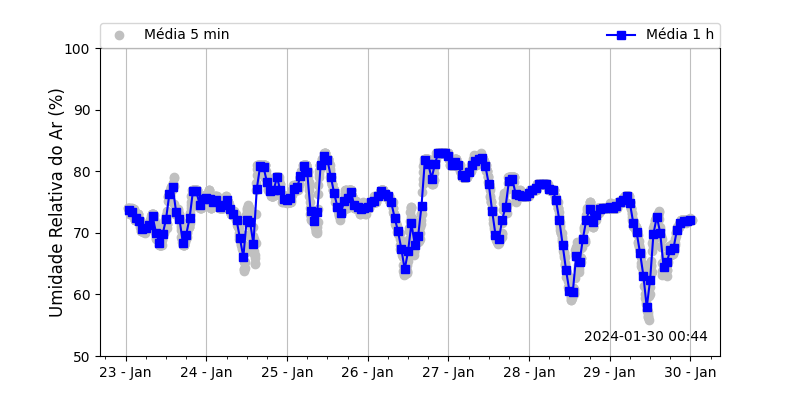 Média 5 min
Média 1 h
Umidade Relativa do Ar (%)
100
90
80
70
60
50
2024-01-30 00:44
23 - Jan
24 - Jan
25 - Jan
26 - Jan
27 - Jan
28 - Jan
29 - Jan
30 - Jan